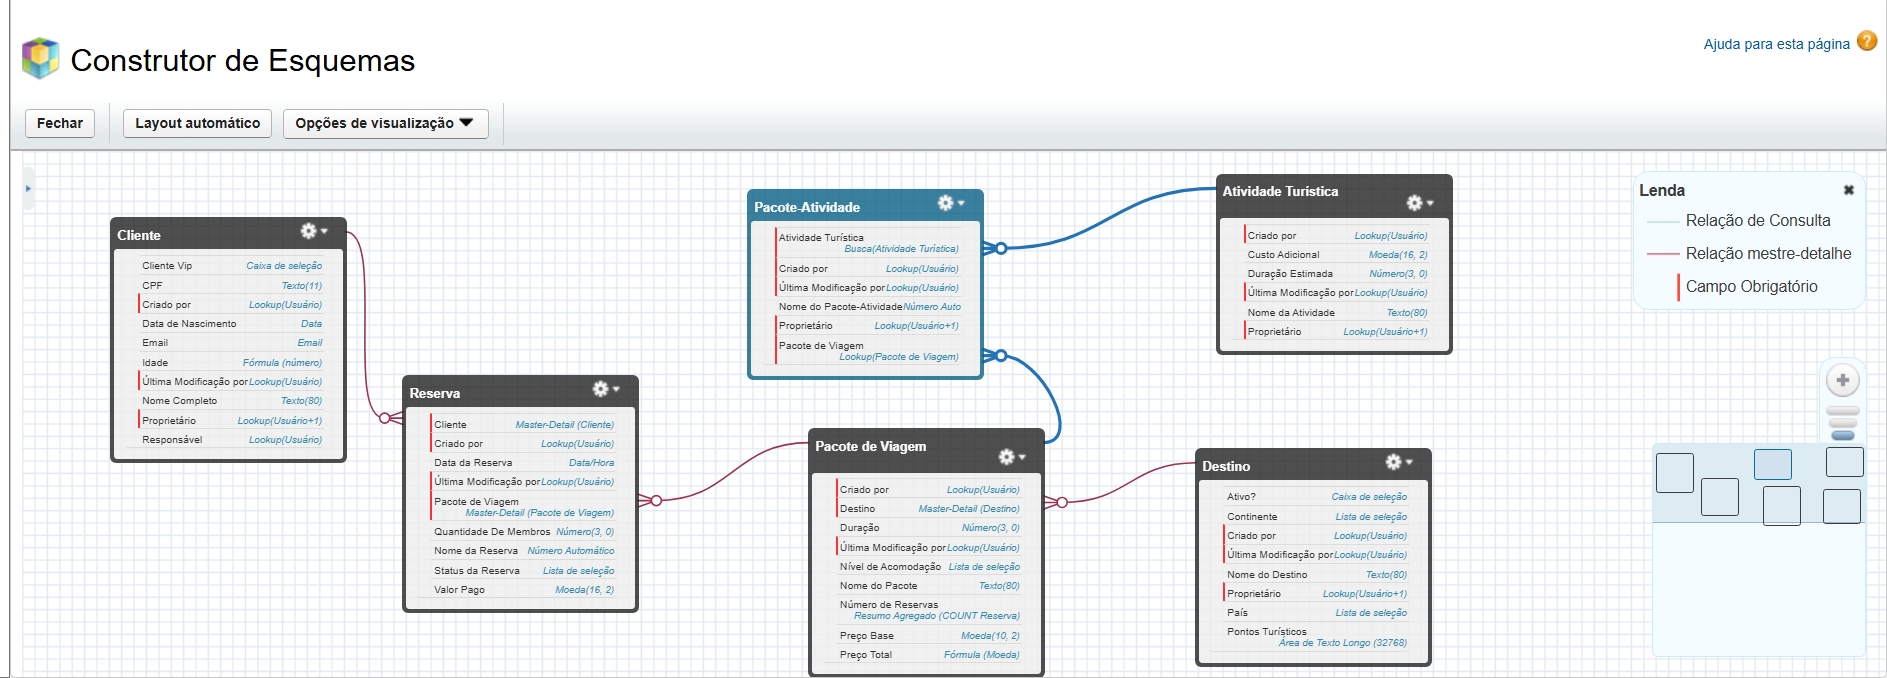 Construtor de Esquemas
Ajuda para esta página
?
Fechar
Layout automático
Opções de visualização
Cliente
Cliente Vip Caixa de seleção
CPF Texto(11)
Criado por Lookup(Usuário)
Data de Nascimento Data
Email Email
Idade Fórmula (número)
Última Modificação por Lookup(Usuário)
Nome Completo Texto(80)
Proprietário Lookup(Usuário+1)
Responsável Lookup(Usuário)
Reserva
Cliente Master-Detail (Cliente)
Criado por Lookup(Usuário)
Data da Reserva Data/Hora
Última Modificação por Lookup(Usuário)
Pacote de Viagem
Master-Detail (Pacote de Viagem)
Quantidade De Membros Número(3, 0)
Nome da Reserva Número Automático
Status da Reserva Lista de seleção
Valor Pago Moeda(16, 2)
Pacote-Atividade
Atividade Turística
Busca(Atividade Turística)
Criado por Lookup(Usuário)
Última Modificação por Lookup(Usuário)
Nome do Pacote-Atividade Número Auto
Proprietário Lookup(Usuário+1)
Pacote de Viagem
Lookup(Pacote de Viagem)
Pacote de Viagem
Criado por Lookup(Usuário)
Destino Master-Detail (Destino)
Duração Número(3, 0)
Última Modificação por Lookup(Usuário)
Nível de Acomodação Lista de seleção
Nome do Pacote Texto(80)
Número de Reservas
Resumo Agregado (COUNT Reserva)
Preço Base Moeda(10, 2)
Preço Total Fórmula (Moeda)
Atividade Turística
Criado por Lookup(Usuário)
Custo Adicional Moeda(16, 2)
Duração Estimada Número(3, 0)
Última Modificação por Lookup(Usuário)
Nome da Atividade Texto(80)
Proprietário Lookup(Usuário+1)
Destino
Ativo? Caixa de seleção
Continente Lista de seleção
Criado por Lookup(Usuário)
Última Modificação por Lookup(Usuário)
Nome do Destino Texto(80)
Proprietário Lookup(Usuário+1)
País Lista de seleção
Pontos Turísticos
Área de Texto Longo (32768)
Lenda
Relação de Consulta
Relação mestre-detalhe
Campo Obrigatório